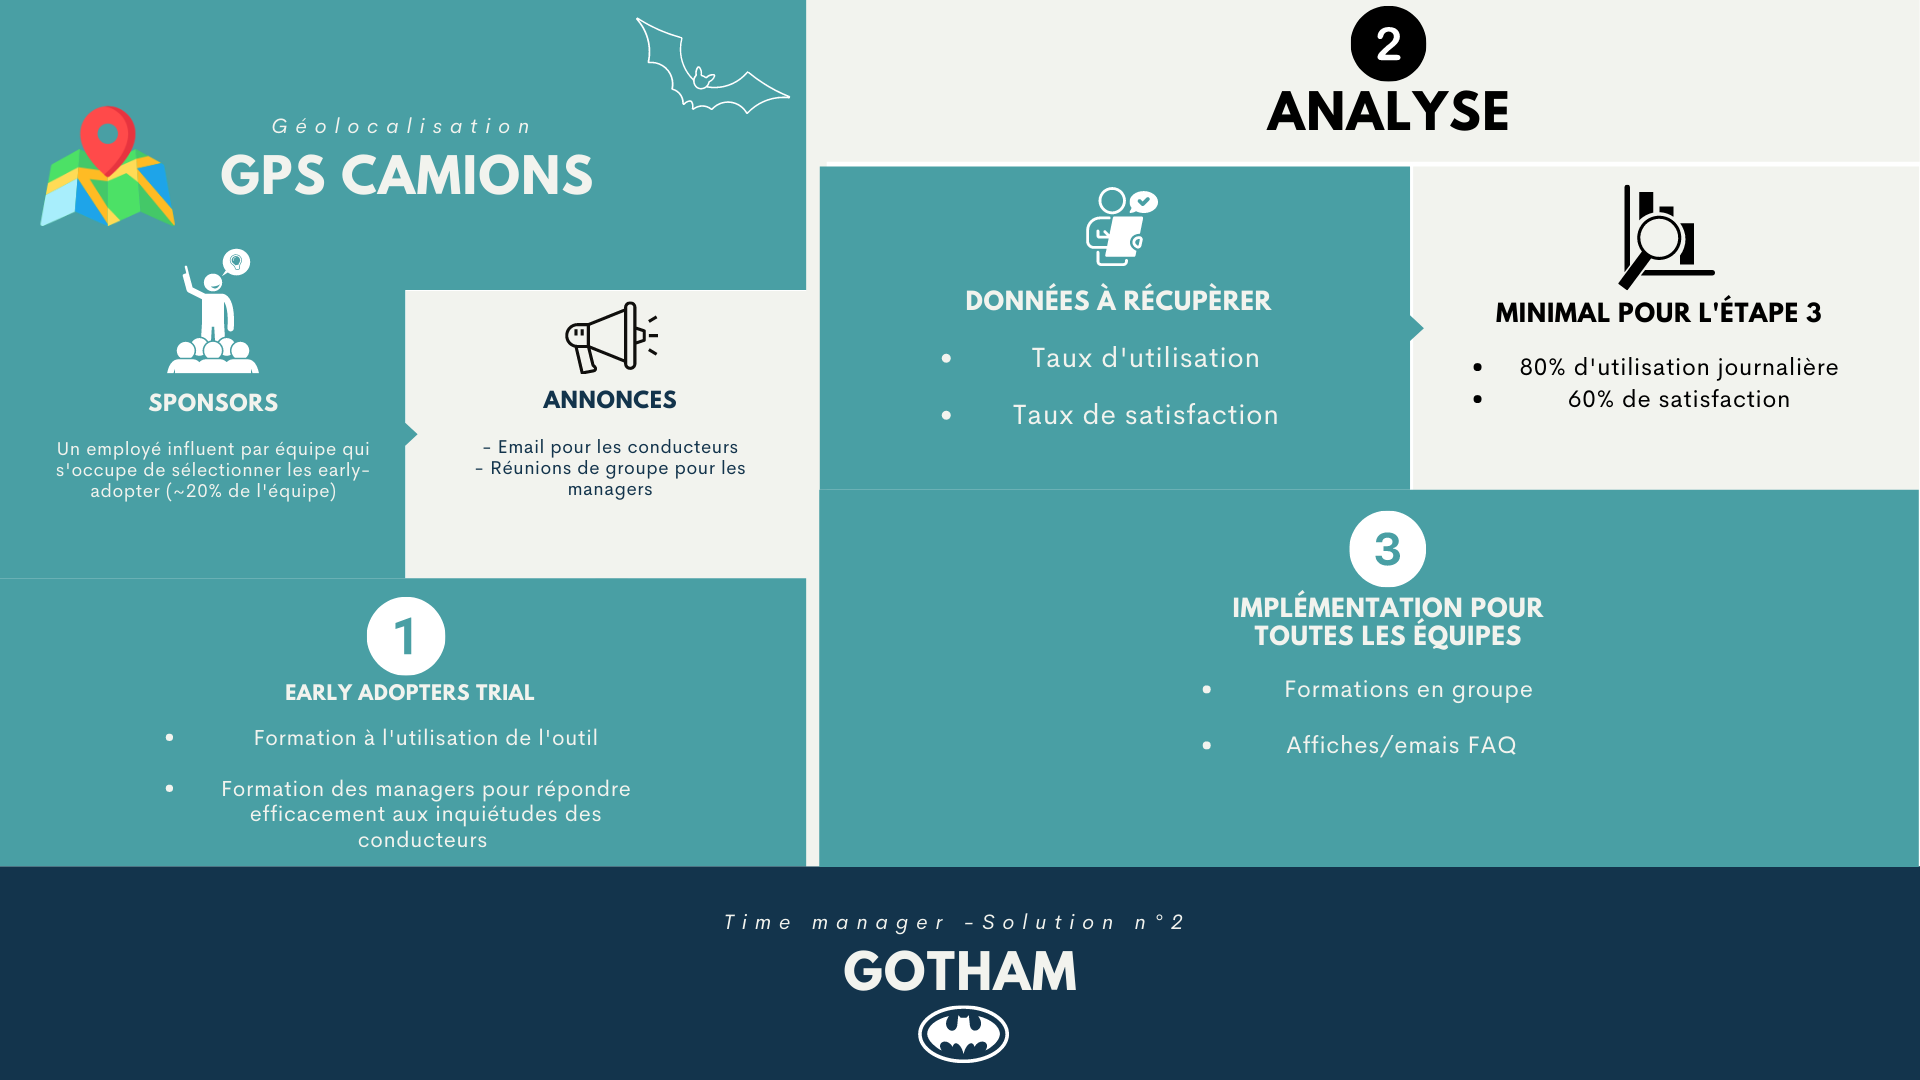 Géolocalisation
GPS CAMIONS
SPONSORS
Un employé influent par équipe qui
s'occupe de sélectionner les early-
adopter (~20% de l'équipe)
ANNONCES
- Email pour les conducteurs
- Réunions de groupe pour les
managers
1
EARLY ADOPTERS TRIAL
• Formation à l'utilisation de l'outil
• Formation des managers pour répondre
efficacement aux inquiétudes des
conducteurs
2
ANALYSE
DONNÉES À RÉCUPÈRER
• Taux d'utilisation
• Taux de satisfaction
MINIMAL POUR L'ÉTAPE 3
• 80% d'utilisation journalière
• 60% de satisfaction
3
IMPLÉMENTATION POUR
TOUTES LES ÉQUIPES
• Formations en groupe
• Affiches/emais FAQ
Time manager -Solution n°2
GOTHAM